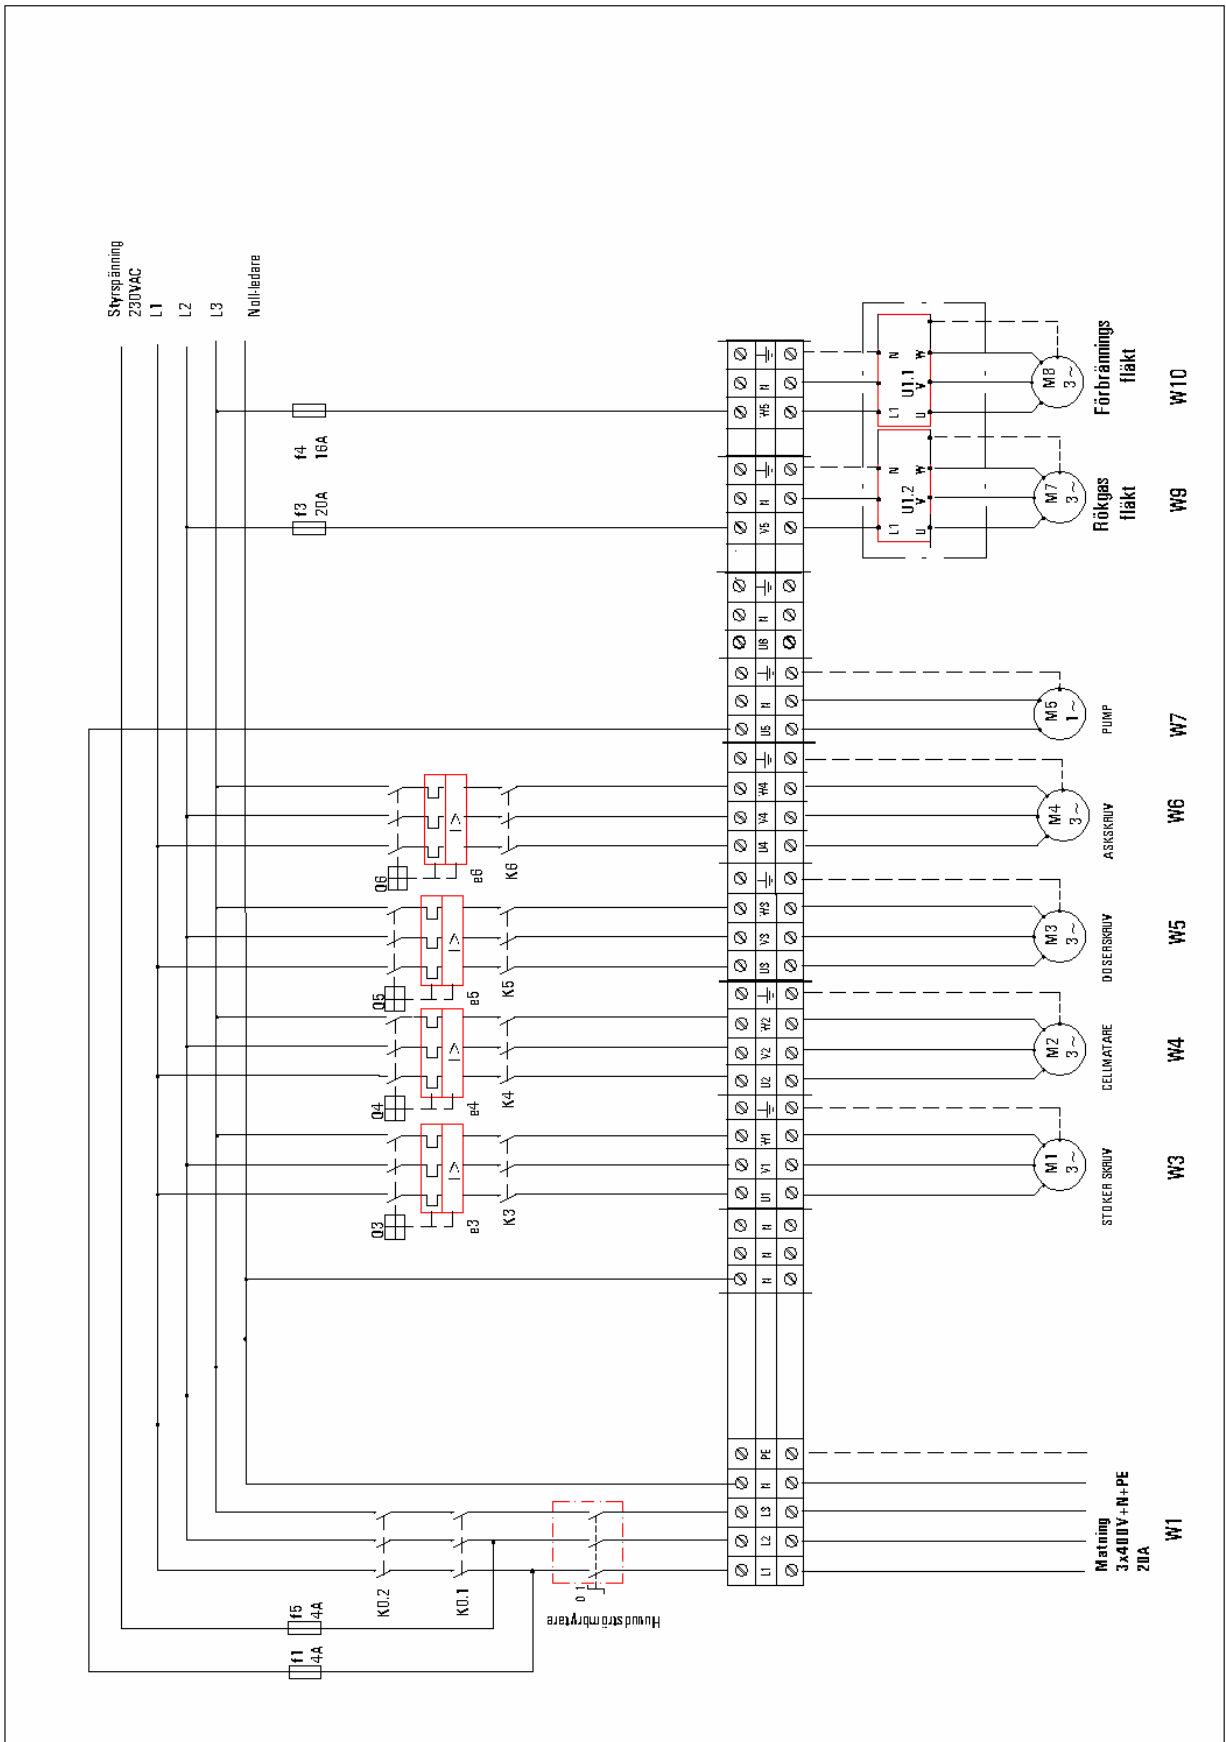 Styrspänning
230VAC
L1
L2
L3
Noll-ledare
f1
4A
f5
4A
f3
20A
f4
16A
K0.2
K0.1
0 1
Huvudströmbrytare
Q3
e3
K3
Q4
e4
K4
Q5
e5
K5
Q6
e6
K6
L1
L2
N
PE
N
N
N
U1
V1
W1
U2
V2
W2
U4
V4
W4
U5
N
U6
N
V5
N
W5
N
L1
U1.2
N
U
V
W
L1
U1.1
N
U
V
W
M1
3~
M2
3~
M3
3~
M4
3~
M5
1~
M7
3~
M8
3~
Matning
3x400V+N+PE
20A
STOKER SKRUV
CELLMATARE
DOSERSKRUV
ASKSKRUV
PUMP
Rökgas
fläkt
Förbrännings
fläkt
W1
W3
W4
W5
W6
W7
W9
W10